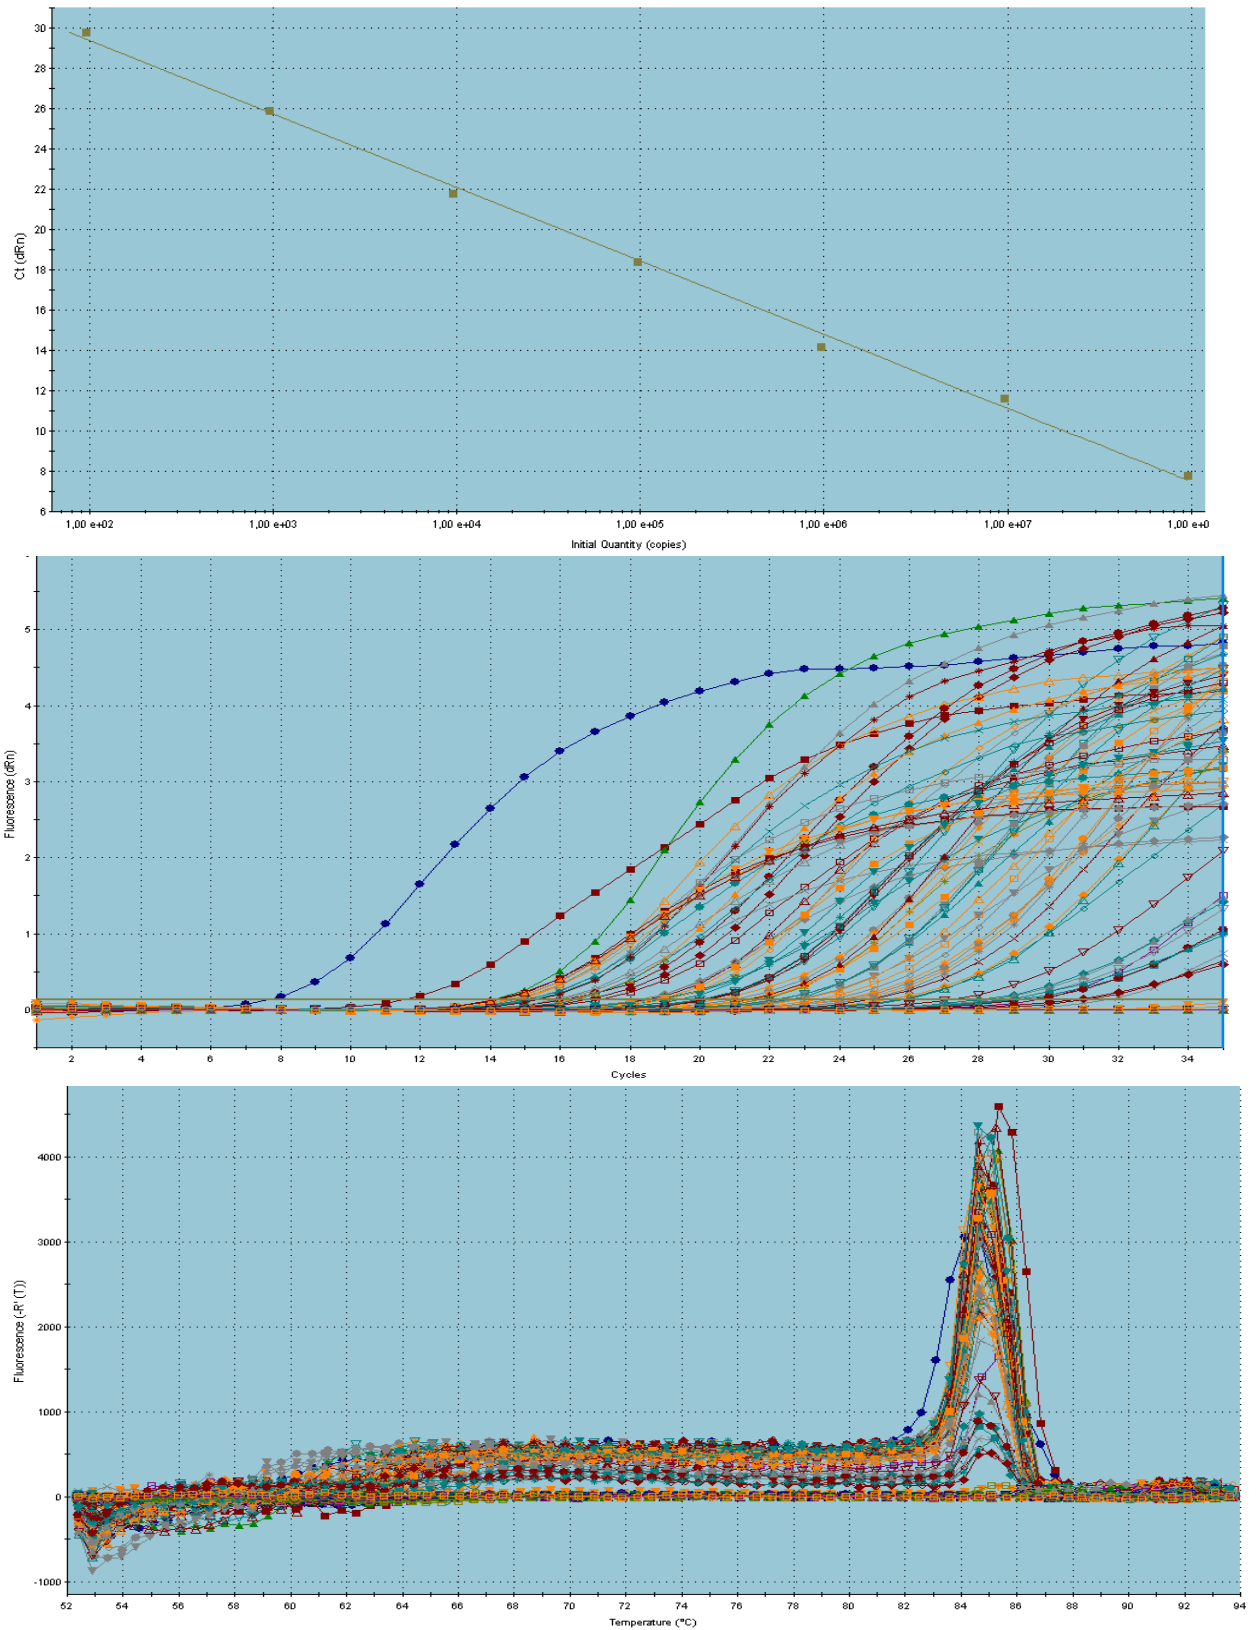 30
28
26
24
22
20
18
16
14
12
10
8
6
Ct (dRn)
1,00 e+02 1,00 e+03 1,00 e+04 1,00 e+05 1,00 e+06 1,00 e+07 1,00 e+0
Initial Quantity (copies)
5
4
3
2
1
0
Fluorescence (dRn)
2 4 6 8 10 12 14 16 18 20 22 24 26 28 30 32 34
Cycles
4000
3000
2000
1000
0
-1000
Fluorescence (-R' (T))
52 54 56 58 60 62 64 66 68 70 72 74 76 78 80 82 84 86 88 90 92 94
Temperature (°C)